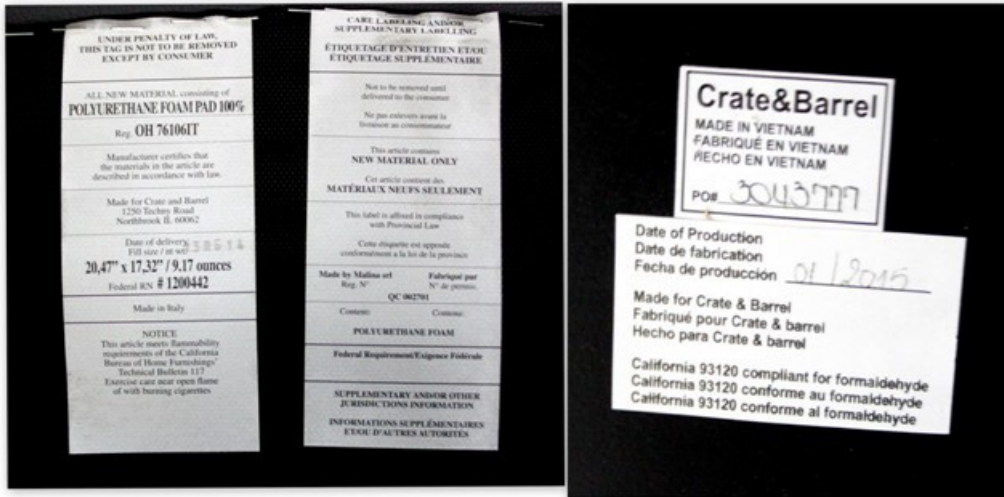 UNDER PENALTY OF LAW,
THIS TAG IS NOT TO BE REMOVED
EXCEPT BY CONSUMER
ALL NEW MATERIAL consisting of
POLYURETHANE FOAM PAD 100%
Reg. OH 76106IT
Manufacturer certifies that
the materials in the article are
described in accordance with law.
Made for Crate and Barrel
1250 Techny Road
Northbrook IL 60062
Date of delivery
Fill size / nt wt
20,47" x 17,32" / 9.17 ounces
Federal RN # 1200442
Made in Italy
NOTICE
This article meets flammability
requirements of the California
Bureau of Home Furnishings'
Technical Bulletin 117
Exercise care near open flame
of with burning cigarettes
CARE LABELING AND/OR
SUPPLEMENTARY LABELLING
ÉTIQUETAGE D'ENTRETIEN ET/OU
ÉTIQUETAGE SUPPLÉMENTAIRE
Not to be removed until
delivered to the consumer
Ne pas enlever avant la
livraison au consommateur
This article contains
NEW MATERIAL ONLY
Cet article contient des
MATÉRIAUX NEUFS SEULEMENT
This label is affixed in compliance
with Provincial Law
Cette étiquette est apposée
conformément à la loi de la province
Made by Malina srl Fabriqué par
Reg. N° N° de permis:
QC 002701
Content: Contenu:
POLYURETHANE FOAM
Federal Requirement/Exigence Fédérale
SUPPLEMENTARY AND/OR OTHER
JURISDICTIONS INFORMATION
INFORMATIONS SUPPLÉMENTAIRES
ET/OU D'AUTRES AUTORITÉS
Crate&Barrel
MADE IN VIETNAM
FABRIQUÉ EN VIETNAM
HECHO EN VIETNAM
PO# 3043777
Date of Production
Date de fabrication
Fecha de producción 01/2015
Made for Crate & Barrel
Fabriqué pour Crate & barrel
Hecho para Crate & barrel
California 93120 compliant for formaldehyde
California 93120 conforme au formaldehyde
California 93120 conforme al formaldehyde